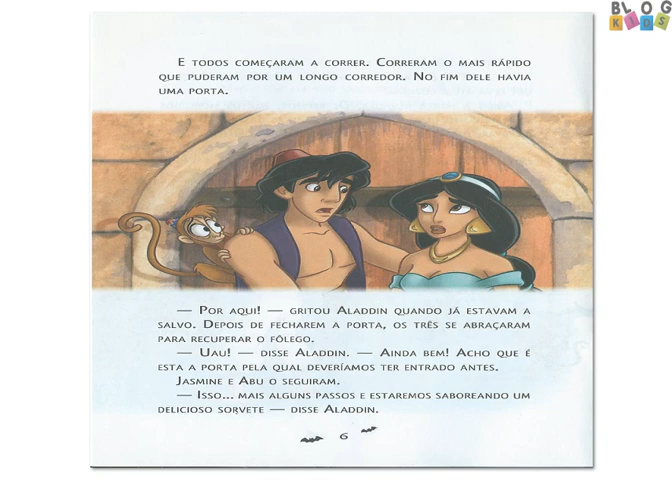 BLOG
KIDS
E TODOS COMEÇARAM A CORRER. CORRERAM O MAIS RÁPIDO
QUE PUDERAM POR UM LONGO CORREDOR. NO FIM DELE HAVIA
UMA PORTA.
— POR AQUI! — GRITOU ALADDIN QUANDO JÁ ESTAVAM A
SALVO. DEPOIS DE FECHAREM A PORTA, OS TRÊS SE ABRAÇARAM
PARA RECUPERAR O FÔLEGO.
— UAU! — DISSE ALADDIN. — AINDA BEM! ACHO QUE É
ESTA A PORTA PELA QUAL DEVERÍAMOS TER ENTRADO ANTES.
JASMINE E ABU O SEGUIRAM.
— ISSO... MAIS ALGUNS PASSOS E ESTAREMOS SABOREANDO UM
DELICIOSO SORVETE — DISSE ALADDIN.
6